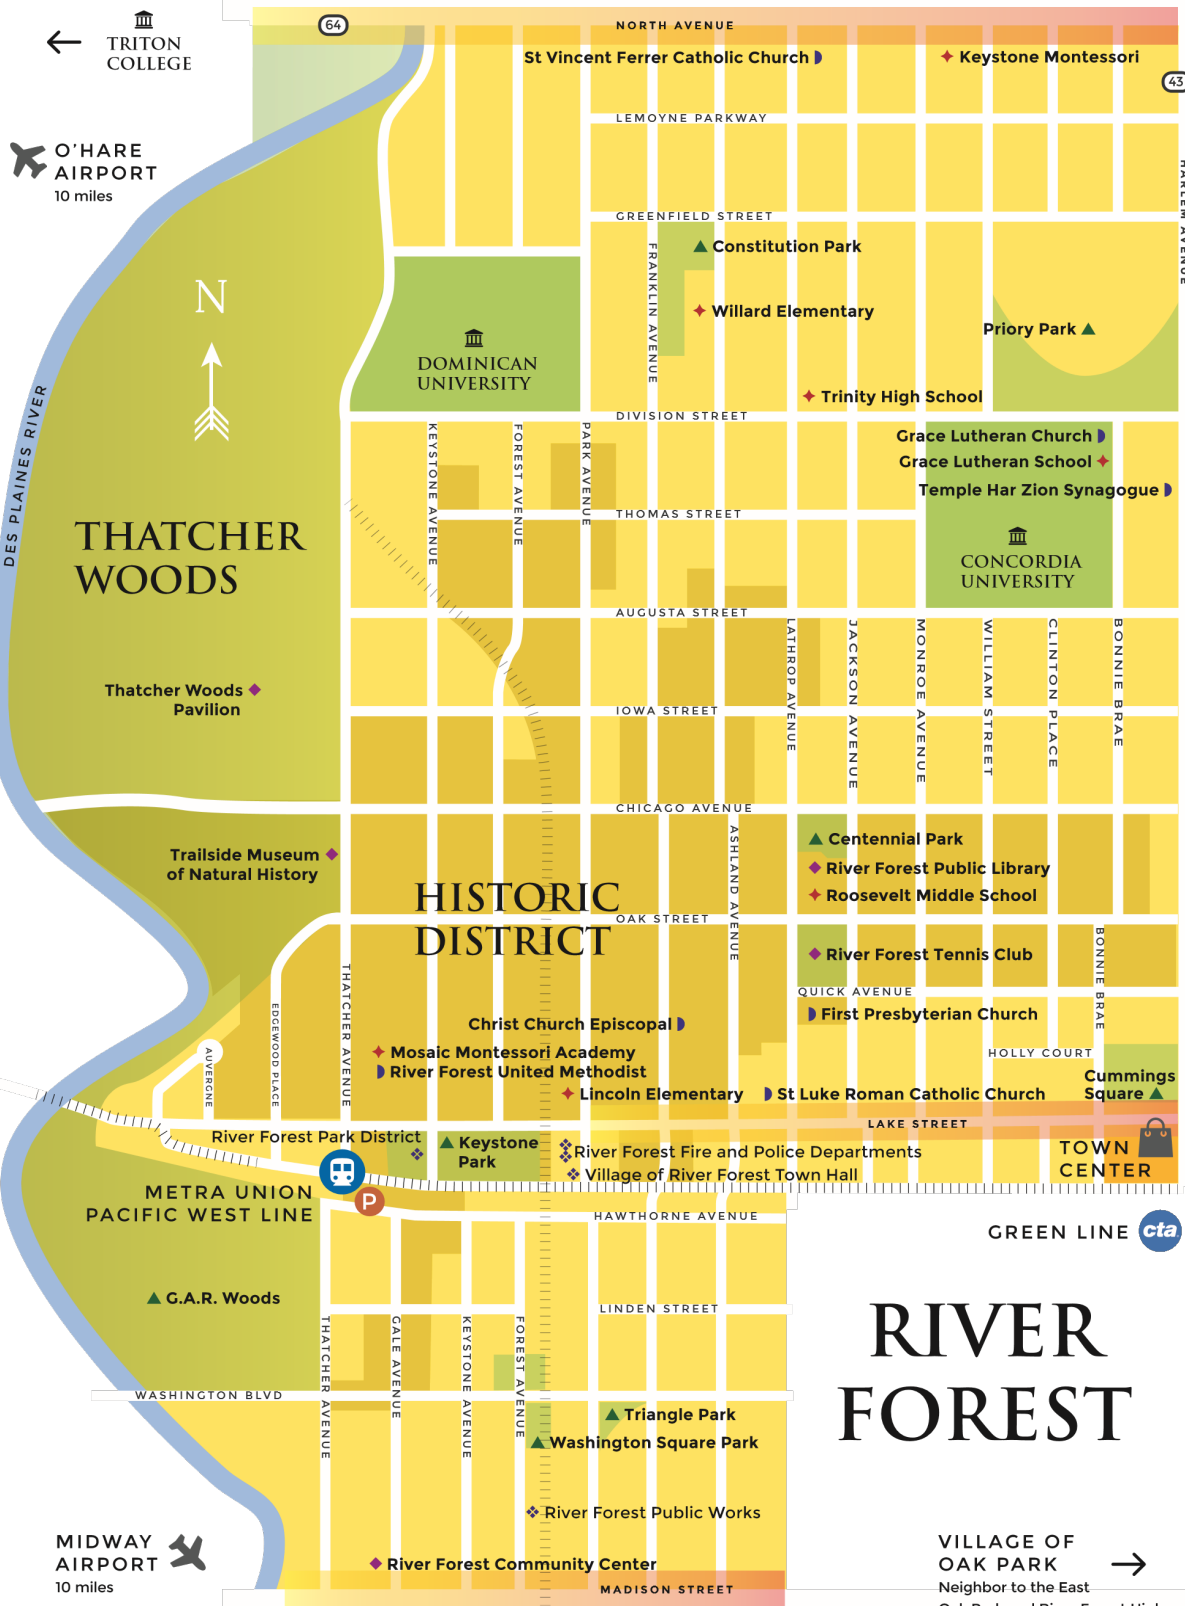 64
NORTH AVENUE
TRITON
COLLEGE
St Vincent Ferrer Catholic Church
Keystone Montessori
43
LEMOYNE PARKWAY
O'HARE
AIRPORT
10 miles
HARLEM AVENUE
GREENFIELD STREET
Constitution Park
FRANKLIN AVENUE
N
Willard Elementary
Priory Park
DOMINICAN
UNIVERSITY
Trinity High School
DIVISION STREET
DES PLAINES RIVER
KEYSTONE AVENUE
FOREST AVENUE
PARK AVENUE
Grace Lutheran Church
Grace Lutheran School
Temple Har Zion Synagogue
THOMAS STREET
THATCHER
WOODS
CONCORDIA
UNIVERSITY
AUGUSTA STREET
LATHROP AVENUE
JACKSON AVENUE
MONROE AVENUE
WILLIAM STREET
CLINTON PLACE
BONNIE BRAE
Thatcher Woods
Pavilion
IOWA STREET
CHICAGO AVENUE
ASHLAND AVENUE
Centennial Park
Trailside Museum
of Natural History
River Forest Public Library
Roosevelt Middle School
HISTORIC
DISTRICT
OAK STREET
River Forest Tennis Club
BONNIE BRAE
THATCHER AVENUE
QUICK AVENUE
EDGEWOOD PLACE
First Presbyterian Church
Christ Church Episcopal
AUVERGNE
Mosaic Montessori Academy
HOLLY COURT
River Forest United Methodist
Cummings
Square
Lincoln Elementary
St Luke Roman Catholic Church
LAKE STREET
River Forest Park District
Keystone
Park
River Forest Fire and Police Departments
Village of River Forest Town Hall
TOWN
CENTER
METRA UNION
PACIFIC WEST LINE
P
HAWTHORNE AVENUE
GREEN LINE
cta
G.A.R. Woods
LINDEN STREET
THATCHER AVENUE
GALE AVENUE
KEYSTONE AVENUE
FOREST AVENUE
RIVER
FOREST
WASHINGTON BLVD
Triangle Park
Washington Square Park
River Forest Public Works
MIDWAY
AIRPORT
10 miles
VILLAGE OF
OAK PARK
Neighbor to the East
River Forest Community Center
MADISON STREET